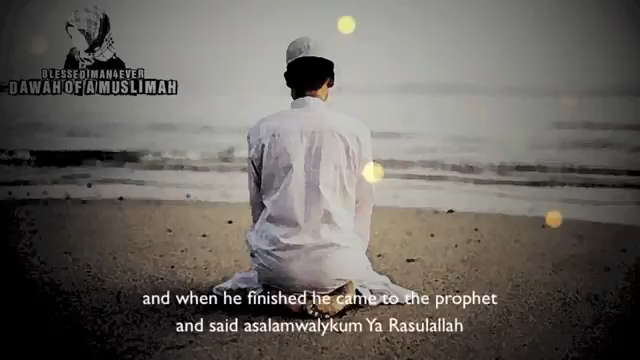 BLESSEDIMAN4EVER
DAWAH OF A MUSLIMAH
and when he finished he came to the prophet
and said asalamwalykum Ya Rasulallah